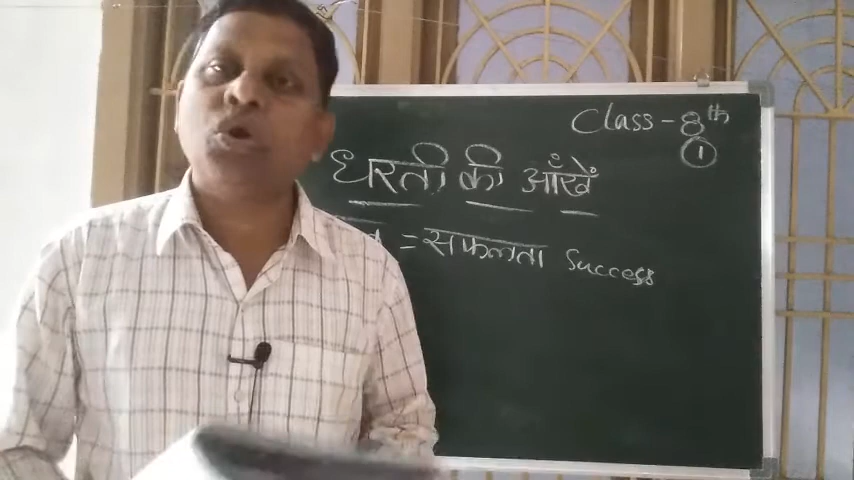 Class - 8th
1
धरती की आँखें
= सफलता Success